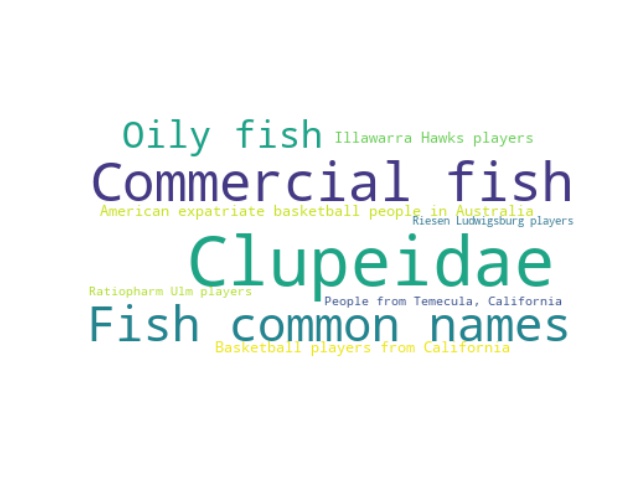 Oily fish
Illawarra Hawks players
Commercial fish
American expatriate basketball people in Australia
Riesen Ludwigsburg players
Clupeidae
Ratiopharm Ulm players
People from Temecula, California
Fish common names
Basketball players from California